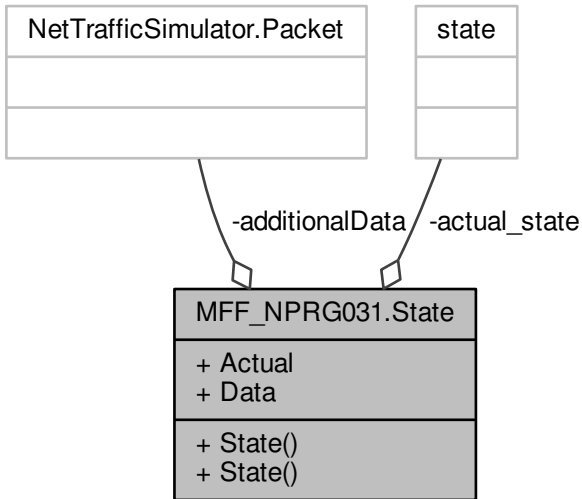 NetTrafficSimulator.Packet
state
-additionalData
-actual_state
MFF_NPRG031.State
+ Actual
+ Data
+ State()
+ State()